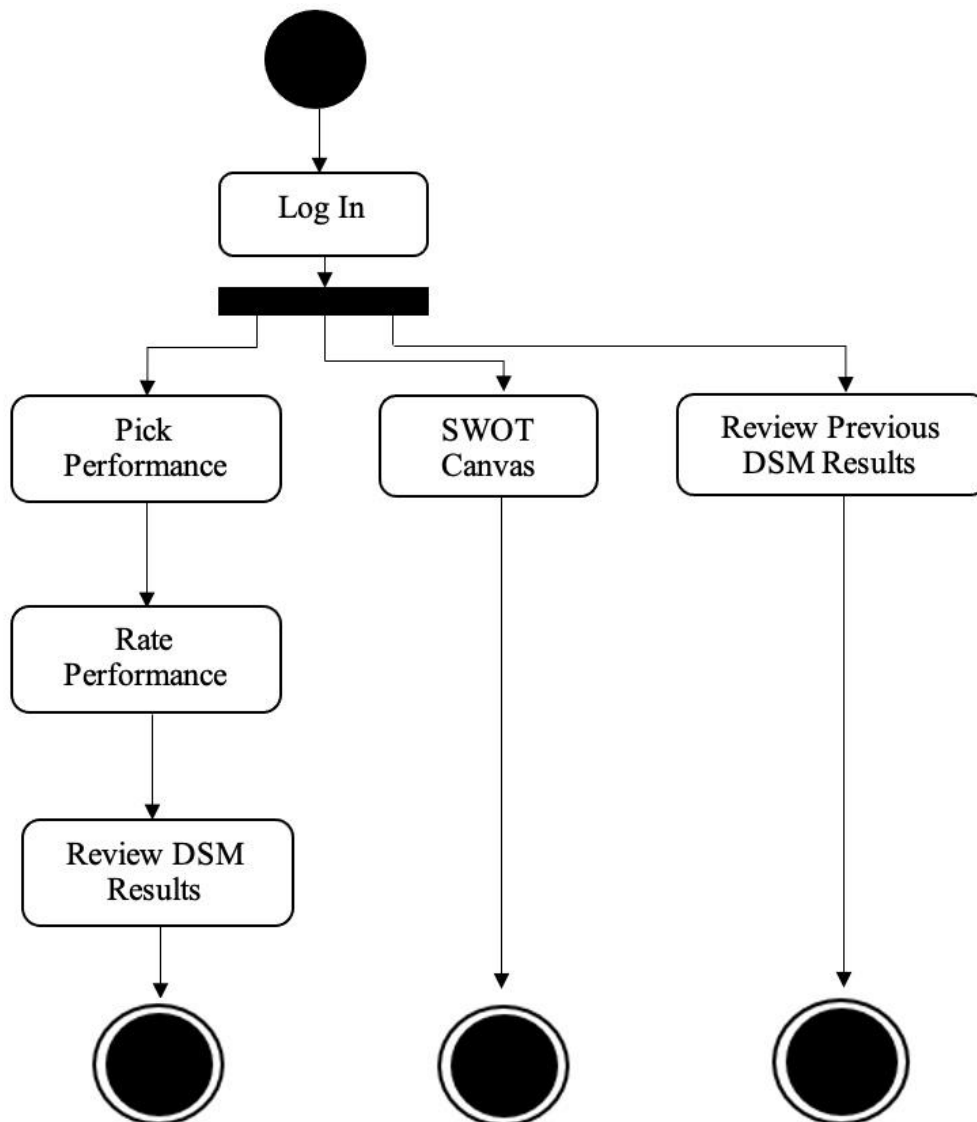 Log In
Pick
Performance
SWOT
Canvas
Review Previous
DSM Results
Rate
Performance
Review DSM
Results